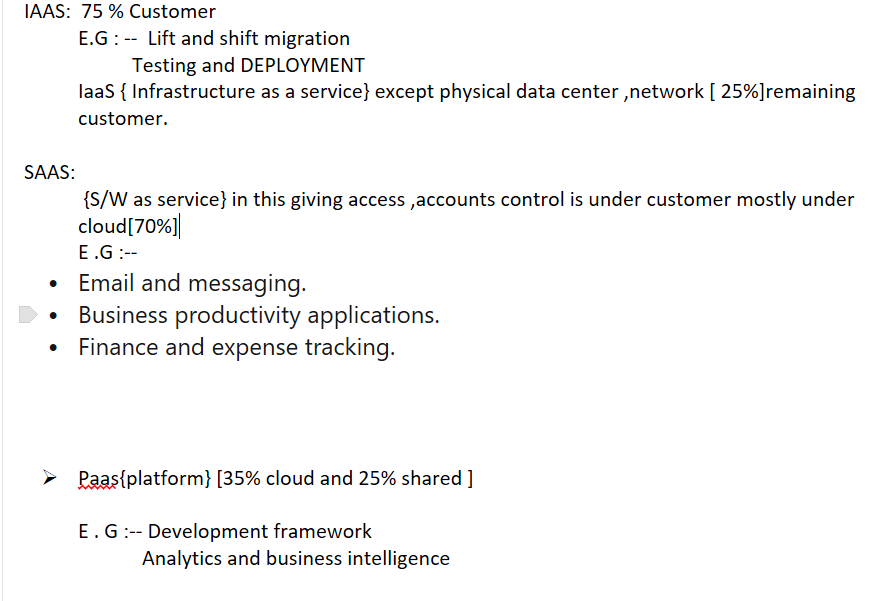 IAAS: 75 % Customer
E.G : -- Lift and shift migration
Testing and DEPLOYMENT
IaaS { Infrastructure as a service} except physical data center ,network [ 25%]remaining
customer.
SAAS:
{S/W as service} in this giving access ,accounts control is under customer mostly under
cloud[70%]
E .G :--
• Email and messaging.
• Business productivity applications.
• Finance and expense tracking.
➢ Paas{platform} [35% cloud and 25% shared ]
E . G :-- Development framework
Analytics and business intelligence